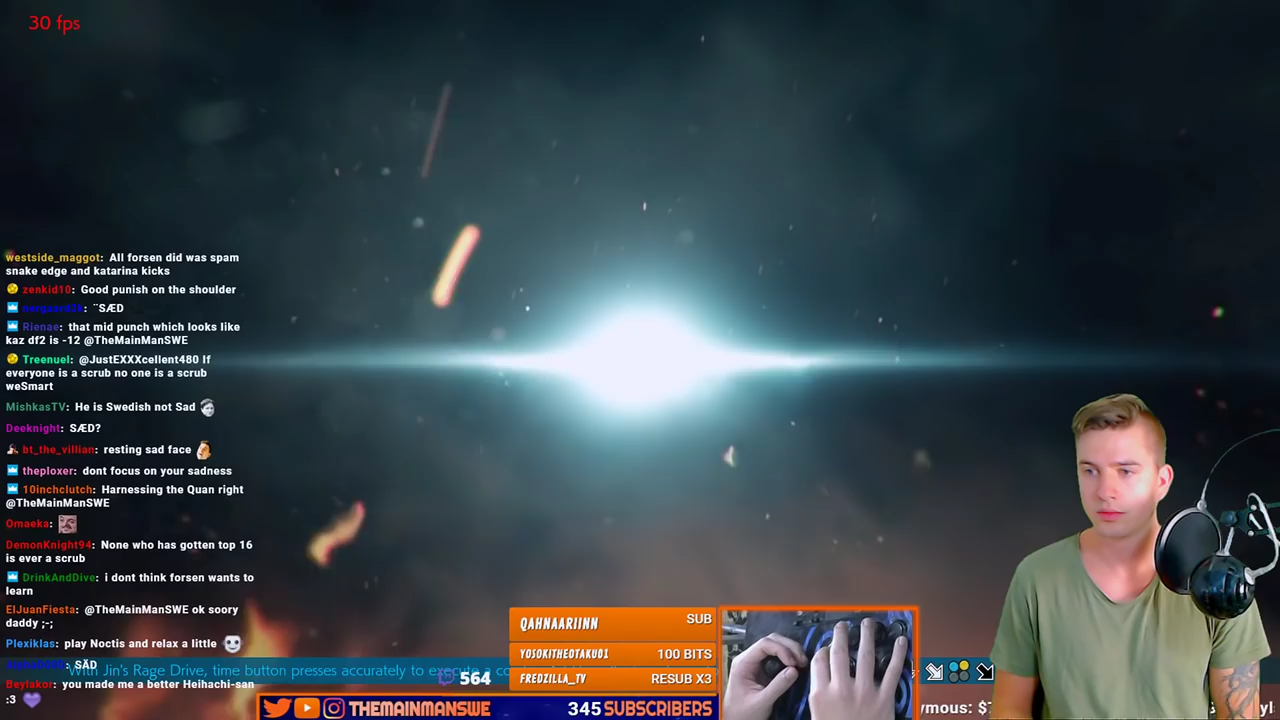 30 fps
westside_maggot: All forsen did was spam
snake edge and katarina kicks
zenkid10: Good punish on the shoulder
: ¨SÆD
Rienae: that mid punch which looks like
kaz df2 is -12 @TheMainManSWE
Treenuel: @JustEXXXcellent480 If
everyone is a scrub no one is a scrub
weSmart
MishkasTV: He is Swedish not Sad
Deeknight: SÆD?
bt_the_villian: resting sad face
theploxer: dont focus on your sadness
10inchclutch: Harnessing the Quan right
@TheMainManSWE
Omaeka:
DemonKnight94: None who has gotten top 16
is ever a scrub
DrinkAndDive: i dont think forsen wants to
learn
ElJuanFiesta: @TheMainManSWE ok soory
daddy ;-;
Plexiklas: play Noctis and relax a little
: SÄD
Beylakor: you made me a better Heihachi-san
:3
With Jin's Rage Drive, time button presses accurately to execute a
564
QAHNAARIINN SUB
YOSOKITHEOTAKU01 100 BITS
FREDZILLA_TV RESUB X3
THEMAINMANSWE 345 SUBSCRIBERS
ymous: